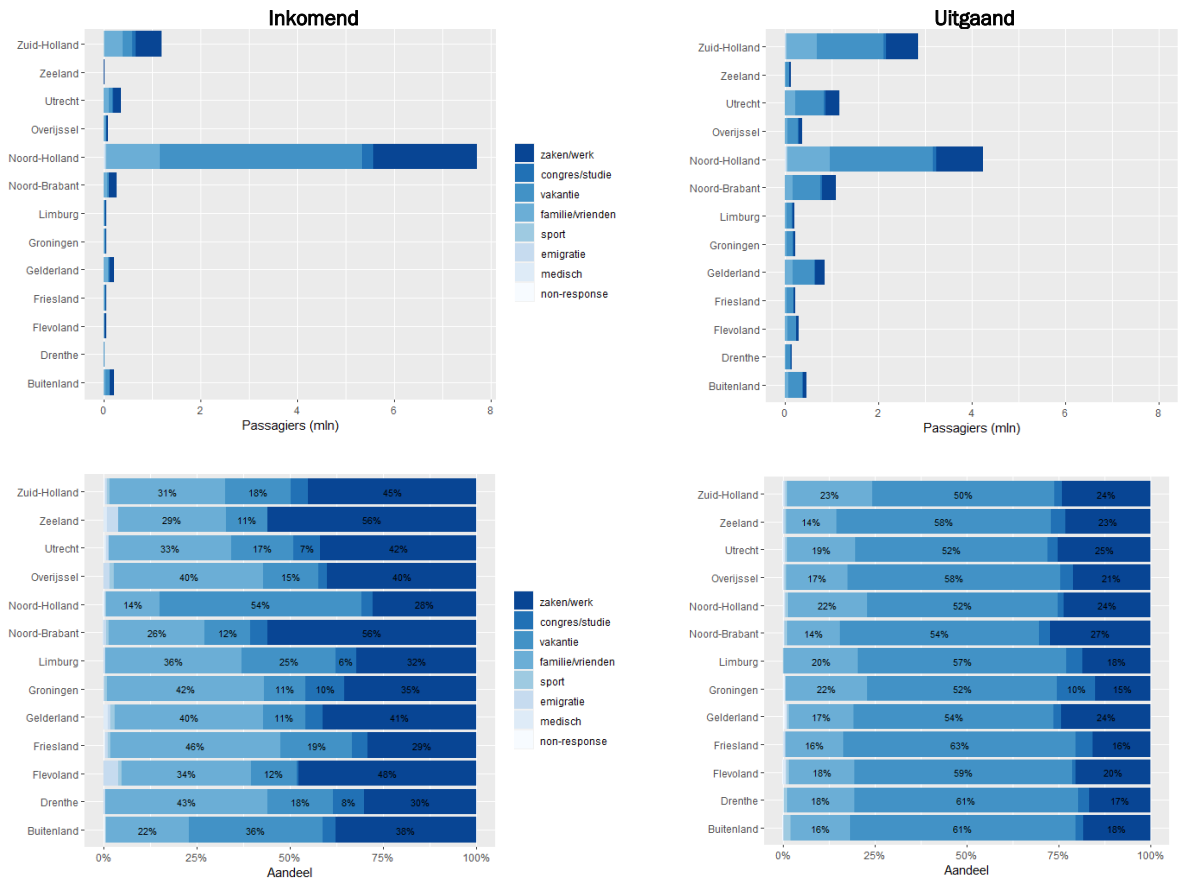 Inkomend
Zuid-Holland
Zeeland
Utrecht
Overijssel
Noord-Holland
Noord-Brabant
Limburg
Groningen
Gelderland
Friesland
Flevoland
Drenthe
Buitenland
0 2 4 6 8
Passagiers (mln)
zaken/werk
congres/studie
vakantie
familie/vrienden
sport
emigratie
medisch
non-response
Uitgaand
Zuid-Holland
Zeeland
Utrecht
Overijssel
Noord-Holland
Noord-Brabant
Limburg
Groningen
Gelderland
Friesland
Flevoland
Drenthe
Buitenland
0 2 4 6 8
Passagiers (mln)
Zuid-Holland 31% 18% 45%
Zeeland 29% 11% 56%
Utrecht 33% 17% 7% 42%
Overijssel 40% 15% 40%
Noord-Holland 14% 54% 28%
Noord-Brabant 26% 12% 56%
Limburg 36% 25% 6% 32%
Groningen 42% 11% 10% 35%
Gelderland 40% 11% 41%
Friesland 46% 19% 29%
Flevoland 34% 12% 48%
Drenthe 43% 18% 8% 30%
Buitenland 22% 36% 38%
0% 25% 50% 75% 100%
Aandeel
zaken/werk
congres/studie
vakantie
familie/vrienden
sport
emigratie
medisch
non-response
Zuid-Holland 23% 50% 24%
Zeeland 14% 58% 23%
Utrecht 19% 52% 25%
Overijssel 17% 58% 21%
Noord-Holland 22% 52% 24%
Noord-Brabant 14% 54% 27%
Limburg 20% 57% 18%
Groningen 22% 52% 10% 15%
Gelderland 17% 54% 24%
Friesland 16% 63% 16%
Flevoland 18% 59% 20%
Drenthe 18% 61% 17%
Buitenland 16% 61% 18%
0% 25% 50% 75% 100%
Aandeel